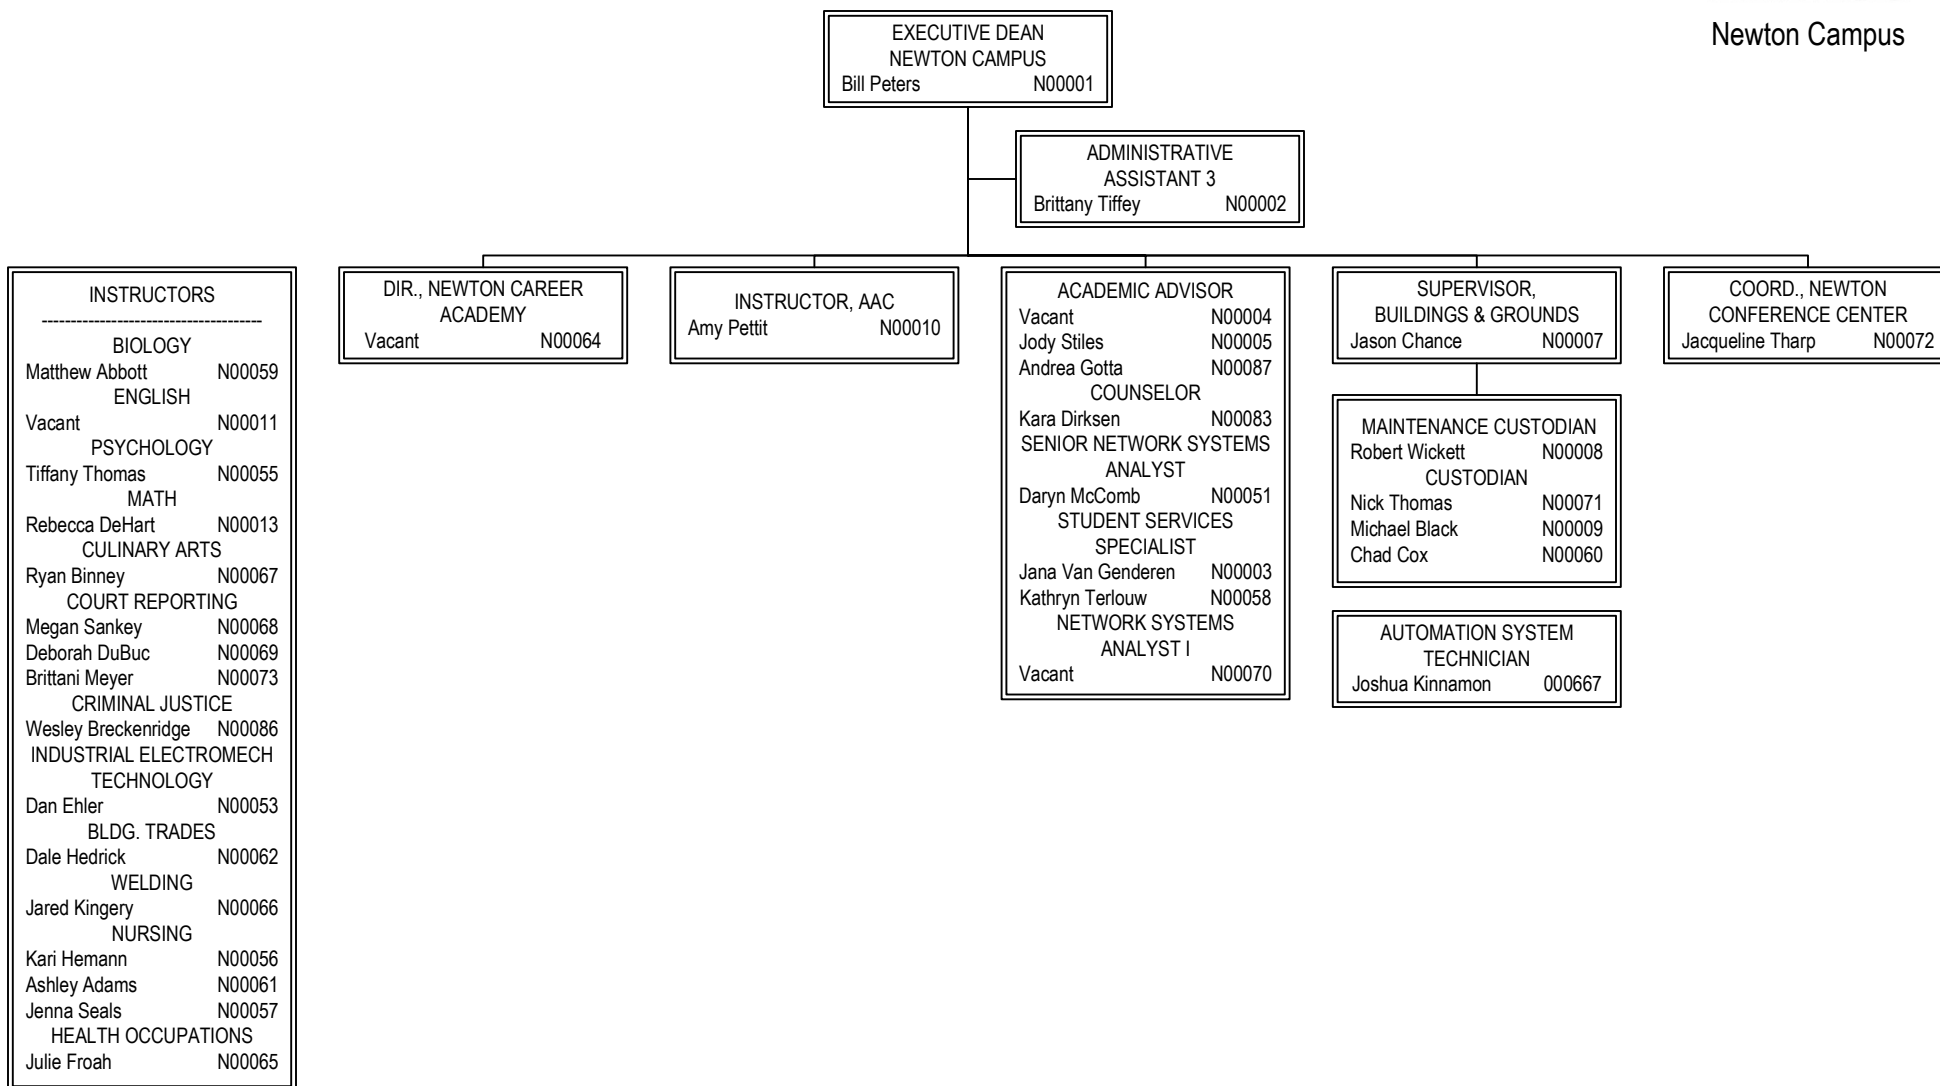 Newton Campus
EXECUTIVE DEAN
NEWTON CAMPUS
Bill Peters N00001
ADMINISTRATIVE
ASSISTANT 3
Brittany Tiffey N00002
INSTRUCTORS
--------------------------------------
BIOLOGY
Matthew Abbott N00059
ENGLISH
Vacant N00011
PSYCHOLOGY
Tiffany Thomas N00055
MATH
Rebecca DeHart N00013
CULINARY ARTS
Ryan Binney N00067
COURT REPORTING
Megan Sankey N00068
Deborah DuBuc N00069
Brittani Meyer N00073
CRIMINAL JUSTICE
Wesley Breckenridge N00086
INDUSTRIAL ELECTROMECH
TECHNOLOGY
Dan Ehler N00053
BLDG. TRADES
Dale Hedrick N00062
WELDING
Jared Kingery N00066
NURSING
Kari Hemann N00056
Ashley Adams N00061
Jenna Seals N00057
HEALTH OCCUPATIONS
Julie Froah N00065
DIR., NEWTON CAREER
ACADEMY
Vacant N00064
INSTRUCTOR, AAC
Amy Pettit N00010
ACADEMIC ADVISOR
Vacant N00004
Jody Stiles N00005
Andrea Gotta N00087
COUNSELOR
Kara Dirksen N00083
SENIOR NETWORK SYSTEMS
ANALYST
Daryn McComb N00051
STUDENT SERVICES
SPECIALIST
Jana Van Genderen N00003
Kathryn Terlouw N00058
NETWORK SYSTEMS
ANALYST I
Vacant N00070
SUPERVISOR,
BUILDINGS & GROUNDS
Jason Chance N00007
MAINTENANCE CUSTODIAN
Robert Wickett N00008
CUSTODIAN
Nick Thomas N00071
Michael Black N00009
Chad Cox N00060
AUTOMATION SYSTEM
TECHNICIAN
Joshua Kinnamon 000667
COORD., NEWTON
CONFERENCE CENTER
Jacqueline Tharp N00072